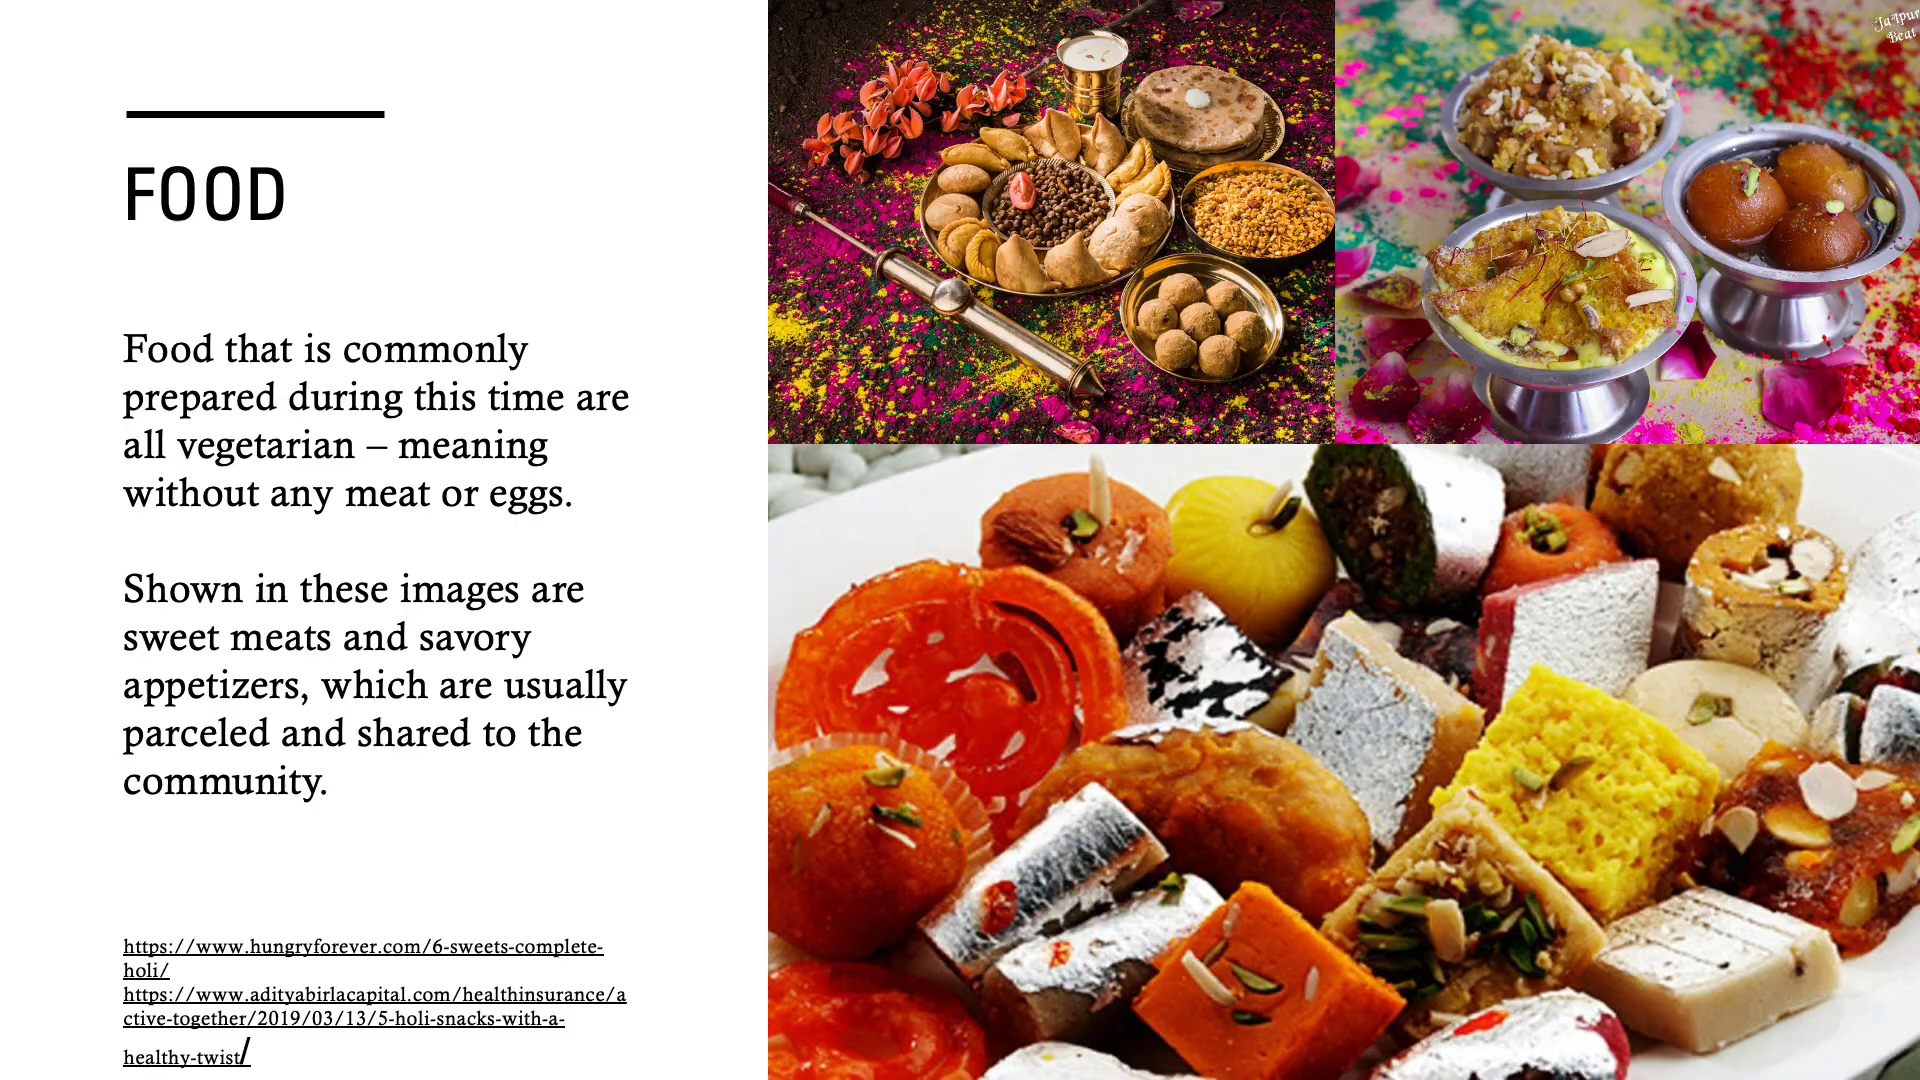 FOOD
Food that is commonly
prepared during this time are
all vegetarian – meaning
without any meat or eggs.
Shown in these images are
sweet meats and savory
appetizers, which are usually
parceled and shared to the
community.
https://www.hungryforever.com/6-sweets-complete-
holi/
https://www.adityabirlacapital.com/healthinsurance/a
ctive-together/2019/03/13/5-holi-snacks-with-a-
healthy-twist/
Jaipur
Beat